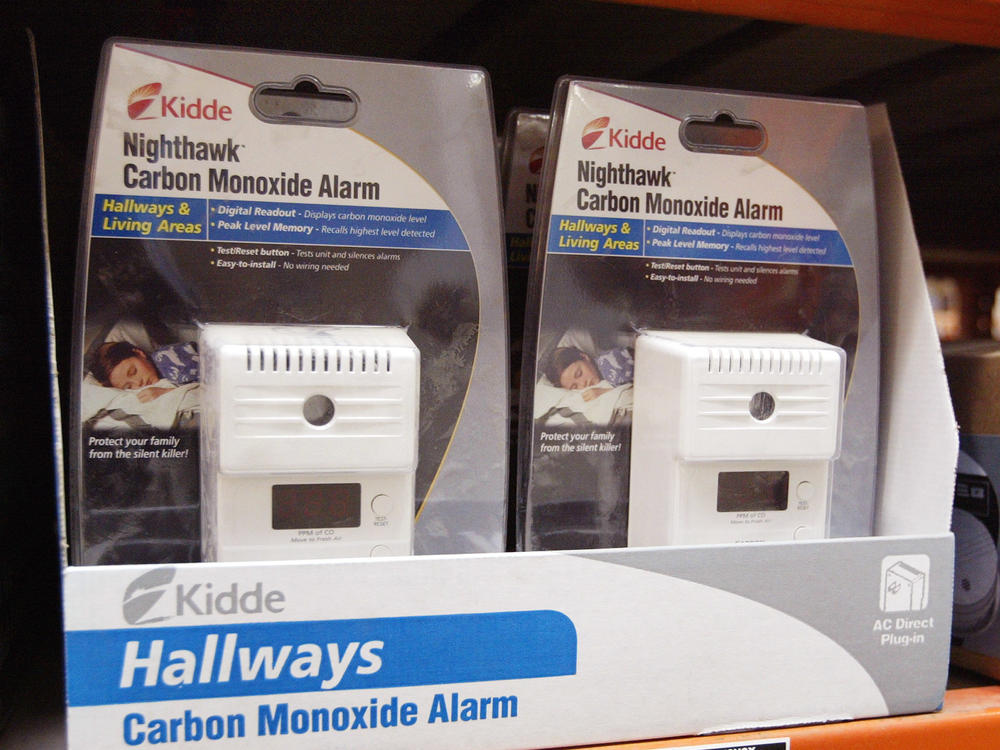 Kidde
Nighthawk™
Carbon Monoxide Alarm
Hallways &
Living Areas
• Digital Readout - Displays carbon monoxide level
• Peak Level Memory - Recalls highest level detected
• Test/Reset button - Tests unit and silences alarms
• Easy-to-install - No wiring needed
Protect your family
from the silent killer!
TEST/
RESET
PPM of CO
Move to Fresh Air
Kidde
Nighthawk™
Carbon Monoxide Alarm
Hallways &
Living Areas
• Digital Readout - Displays carbon monoxide level
• Peak Level Memory - Recalls highest level detected
• Test/Reset button - Tests unit and silences alarms
• Easy-to-install - No wiring needed
Protect your family
from the silent killer!
TEST/
RESET
PPM of CO
Move to Fresh Air
Kidde
Hallways
Carbon Monoxide Alarm
AC Direct
Plug-in